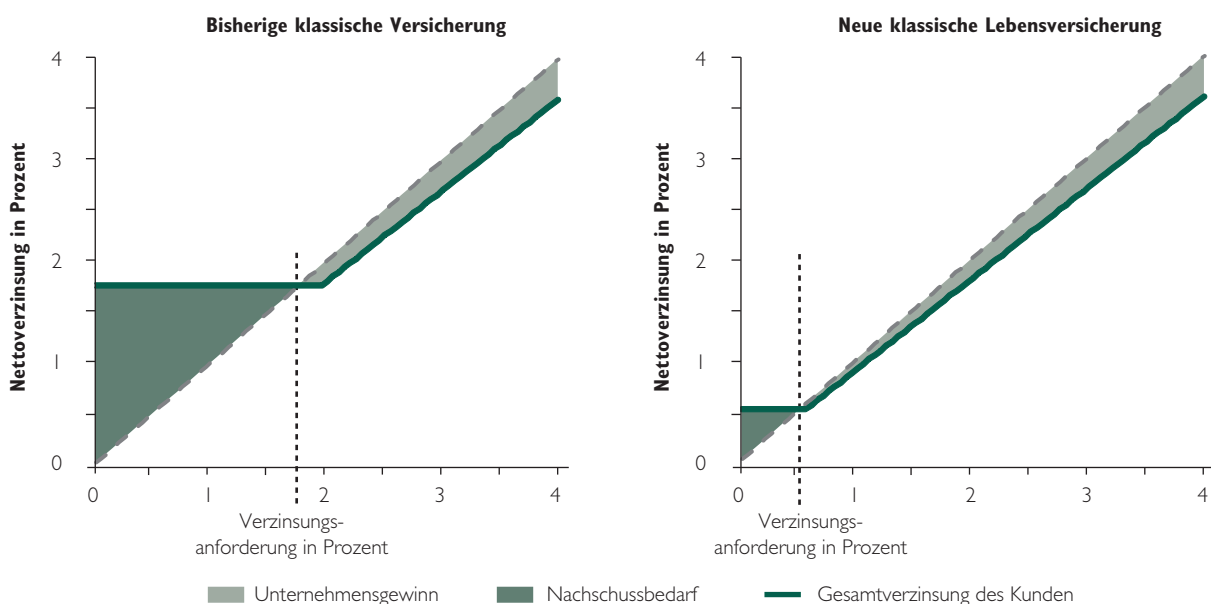 Bisherige klassische Versicherung
Nettoverzinsung in Prozent
4
3
2
1
0
0 1 2 3 4
Verzinsungs-
anforderung in Prozent
Neue klassische Lebensversicherung
Nettoverzinsung in Prozent
4
3
2
1
0
0 1 2 3 4
Verzinsungs-
anforderung in Prozent
Unternehmensgewinn Nachschussbedarf Gesamtverzinsung des Kunden